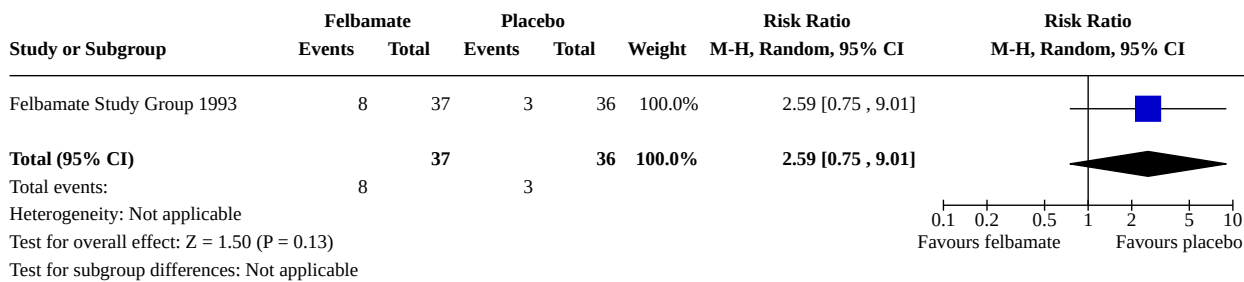 Felbamate Placebo Risk Ratio Risk Ratio
Study or Subgroup Events Total Events Total Weight M-H, Random, 95% CI M-H, Random, 95% CI
Felbamate Study Group 1993 8 37 3 36 100.0% 2.59 [0.75 , 9.01]
Total (95% CI) 37 36 100.0% 2.59 [0.75 , 9.01]
Total events: 8 3
Heterogeneity: Not applicable
0.1 0.2 0.5 1 2 5 10
Test for overall effect: Z = 1.50 (P = 0.13)
Favours felbamate Favours placebo
Test for subgroup differences: Not applicable